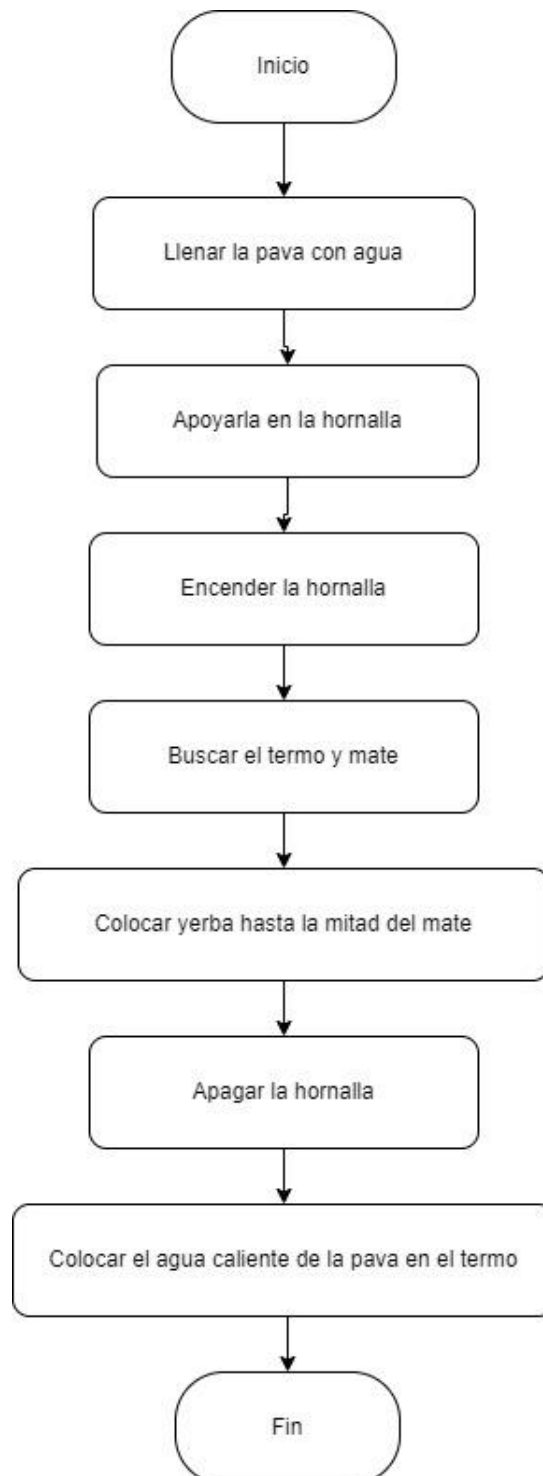 Inicio
Llenar la pava con agua
Apoyarla en la hornalla
Encender la hornalla
Buscar el termo y mate
Colocar yerba hasta la mitad del mate
Apagar la hornalla
Colocar el agua caliente de la pava en el termo
Fin